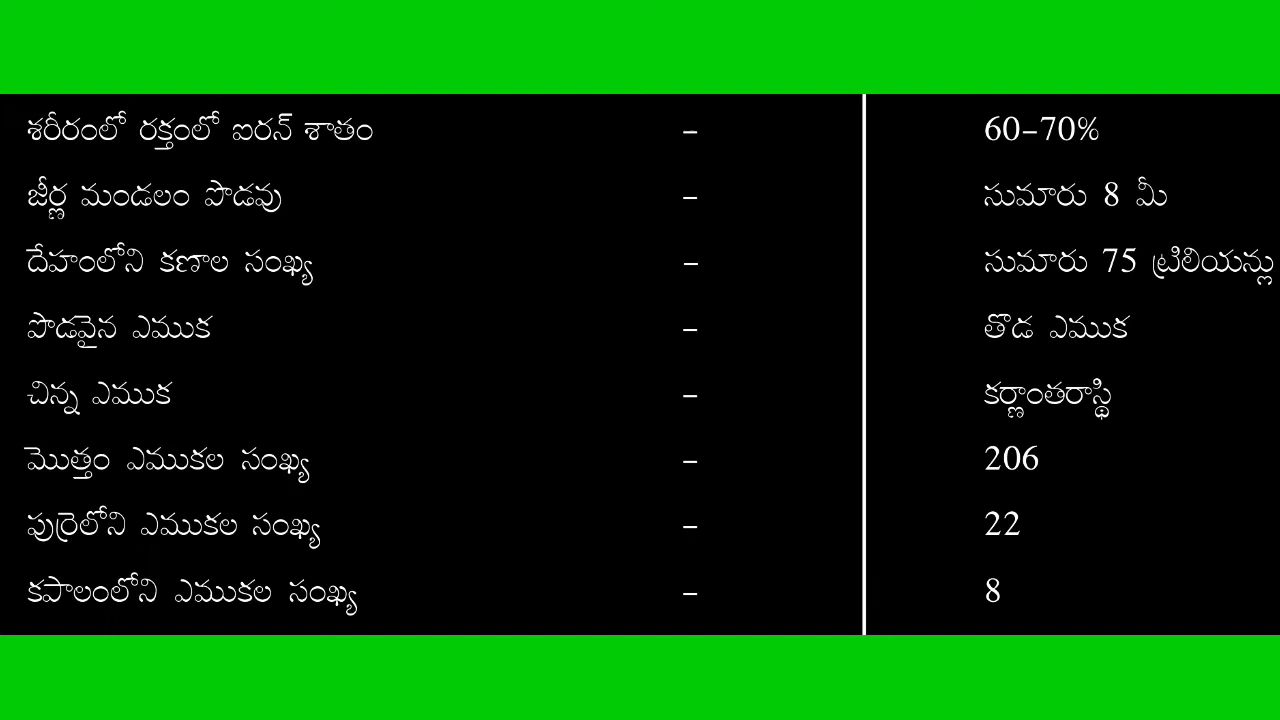 శరీరంలో రక్తంలో ఐరన్ శాతం – 60–70%
జీర్ణ మండలం పొడవు – సుమారు 8 మీ
దేహంలోని కణాల సంఖ్య – సుమారు 75 ట్రిలియన్లు
పొడవైన ఎముక – తొడ ఎముక
చిన్న ఎముక – కర్ణాంతరాస్థి
మొత్తం ఎముకల సంఖ్య – 206
పుర్రెలోని ఎముకల సంఖ్య – 22
కపాలంలోని ఎముకల సంఖ్య – 8